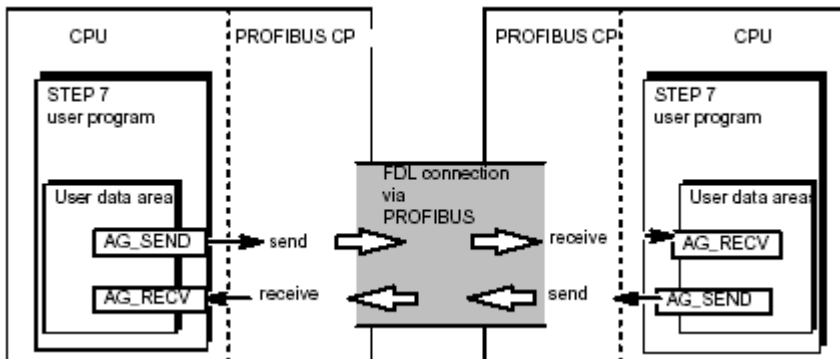 CPU
PROFIBUS CP
PROFIBUS CP
CPU
STEP 7
user program
User data area
AG_SEND
AG_RECV
send
receive
FDL connection
via
PROFIBUS
receive
send
STEP 7
user program
User data areas
AG_RECV
AG_SEND